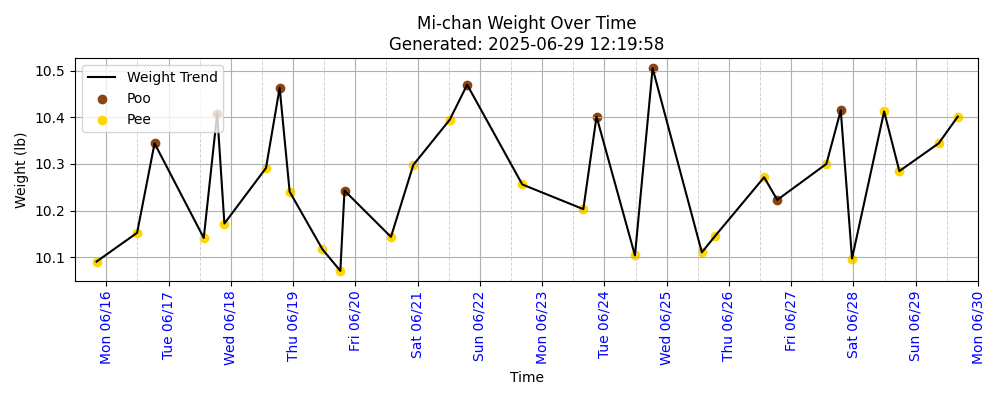 Mi-chan Weight Over Time
Generated: 2025-06-29 12:19:58
Weight Trend
Poo
Pee
Weight (lb)
10.5
10.4
10.3
10.2
10.1
Mon 06/16
Tue 06/17
Wed 06/18
Thu 06/19
Fri 06/20
Sat 06/21
Sun 06/22
Mon 06/23
Tue 06/24
Wed 06/25
Thu 06/26
Fri 06/27
Sat 06/28
Sun 06/29
Mon 06/30
Time